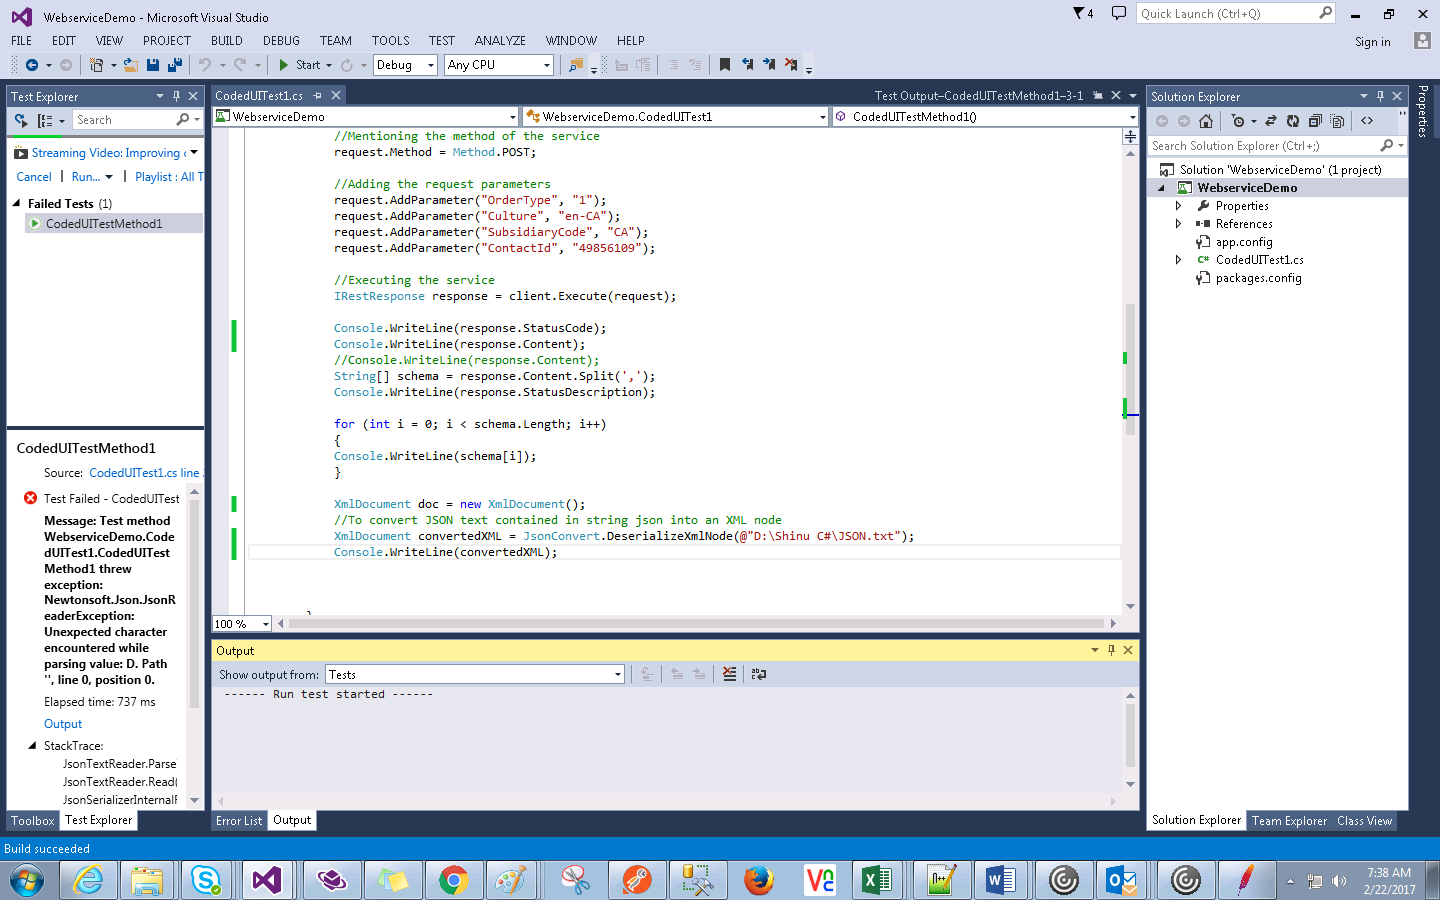 WebserviceDemo - Microsoft Visual Studio
4
Quick Launch (Ctrl+Q)
FILE EDIT VIEW PROJECT BUILD DEBUG TEAM TOOLS TEST ANALYZE WINDOW HELP
Sign in
Start Debug Any CPU
Test Explorer
Search
Streaming Video: Improving
Cancel | Run... | Playlist : All T
Failed Tests (1)
CodedUITestMethod1
CodedUITestMethod1
Source: CodedUITest1.cs line
Test Failed - CodedUITest
Message: Test method
WebserviceDemo.Code
dUITest1.CodedUITest
Method1 threw
exception:
Newtonsoft.Json.JsonR
eaderException:
Unexpected character
encountered while
parsing value: D. Path
'', line 0, position 0.
Elapsed time: 737 ms
Output
StackTrace:
JsonTextReader.Parse
JsonTextReader.Read(
JsonSerializerInternalR
Toolbox Test Explorer
CodedUITest1.cs
Test Output–CodedUITestMethod1–3-1
WebserviceDemo
WebserviceDemo.CodedUITest1
CodedUITestMethod1()
//Mentioning the method of the service
request.Method = Method.POST;
//Adding the request parameters
request.AddParameter("OrderType", "1");
request.AddParameter("Culture", "en-CA");
request.AddParameter("SubsidiaryCode", "CA");
request.AddParameter("ContactId", "49856109");
//Executing the service
IRestResponse response = client.Execute(request);
Console.WriteLine(response.StatusCode);
Console.WriteLine(response.Content);
//Console.WriteLine(response.Content);
String[] schema = response.Content.Split(',');
Console.WriteLine(response.StatusDescription);
for (int i = 0; i < schema.Length; i++)
{
Console.WriteLine(schema[i]);
}
XmlDocument doc = new XmlDocument();
//To convert JSON text contained in string json into an XML node
XmlDocument convertedXML = JsonConvert.DeserializeXmlNode(@"D:\Shinu C#\JSON.txt");
Console.WriteLine(convertedXML);
}
100 %
Output
Show output from: Tests
------ Run test started ------
Error List Output
Solution Explorer
Search Solution Explorer (Ctrl+;)
Solution 'WebserviceDemo' (1 project)
WebserviceDemo
Properties
References
app.config
C# CodedUITest1.cs
packages.config
Solution Explorer Team Explorer Class View
Properties
Build succeeded
7:38 AM
2/22/2017